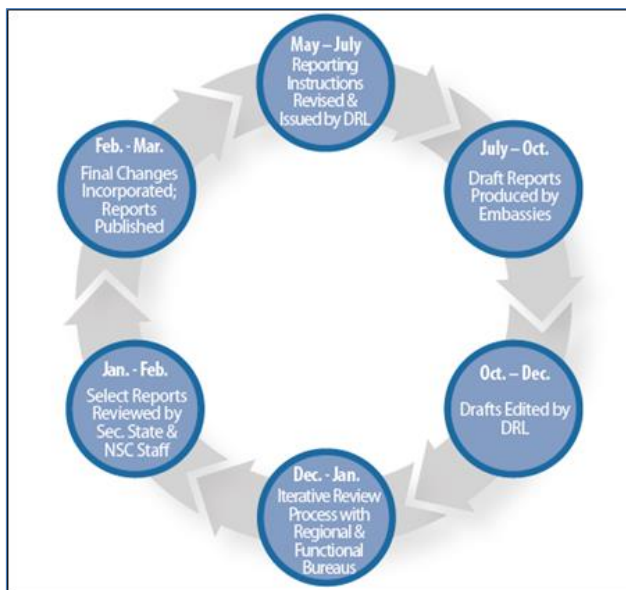 May – July
Reporting
Instructions
Revised &
Issued by DRL
July – Oct.
Draft Reports
Produced by
Embassies
Oct. – Dec.
Drafts Edited by
DRL
Dec. - Jan.
Iterative Review
Process with
Regional &
Functional
Bureaus
Jan. - Feb.
Select Reports
Reviewed by
Sec. State &
NSC Staff
Feb. - Mar.
Final Changes
Incorporated;
Reports
Published